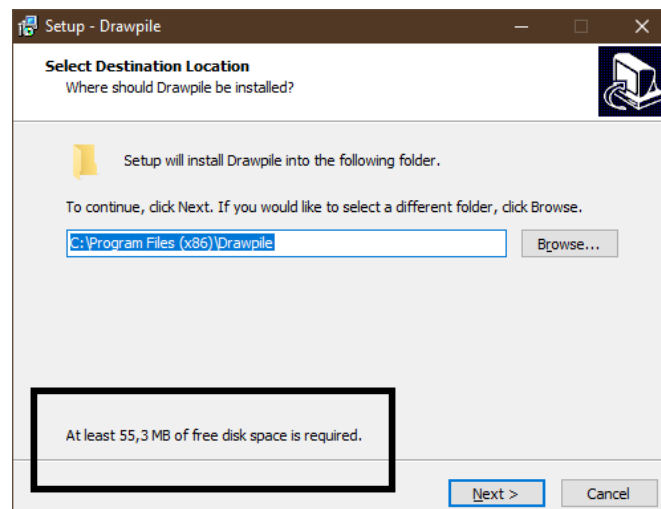 Setup - Drawpile
Select Destination Location
Where should Drawpile be installed?
Setup will install Drawpile into the following folder.
To continue, click Next. If you would like to select a different folder, click Browse.
C:\Program Files (x86)\Drawpile
Browse...
At least 55,3 MB of free disk space is required.
Next >
Cancel